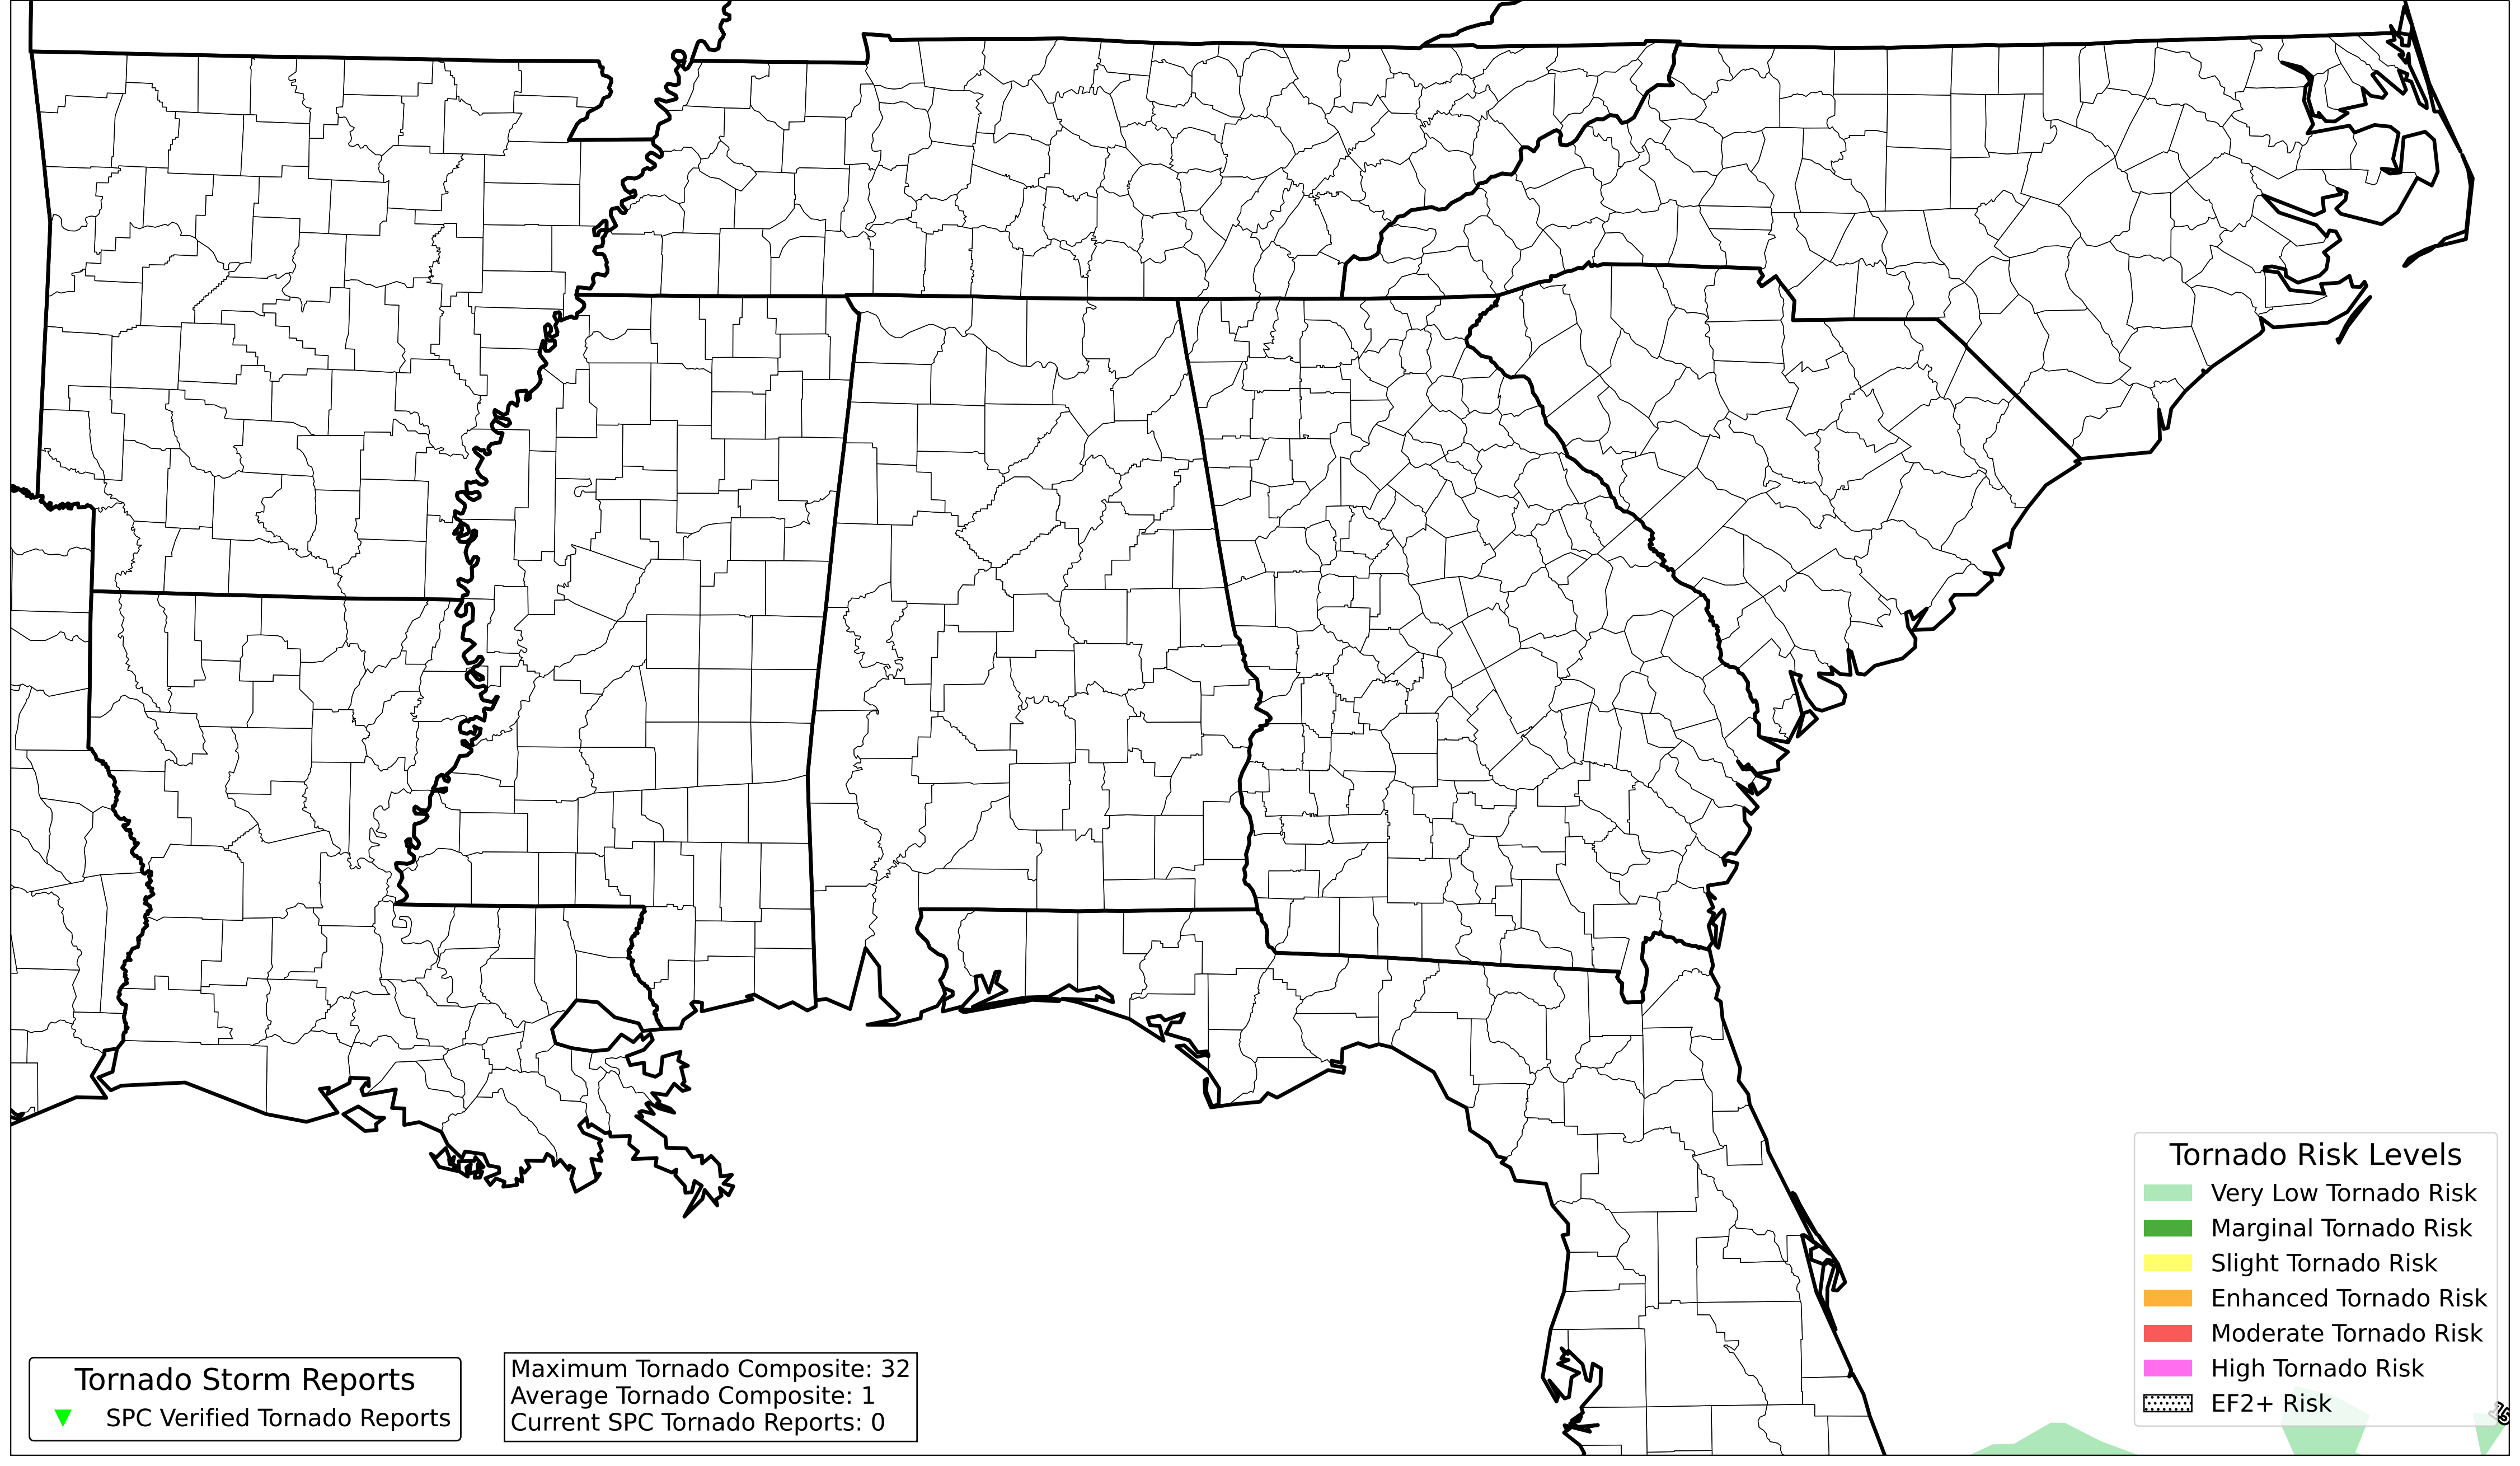 Tornado Risk Levels
Very Low Tornado Risk
Marginal Tornado Risk
Slight Tornado Risk
Enhanced Tornado Risk
Moderate Tornado Risk
High Tornado Risk
EF2+ Risk
15
Tornado Storm Reports
SPC Verified Tornado Reports
Maximum Tornado Composite: 32
Average Tornado Composite: 1
Current SPC Tornado Reports: 0